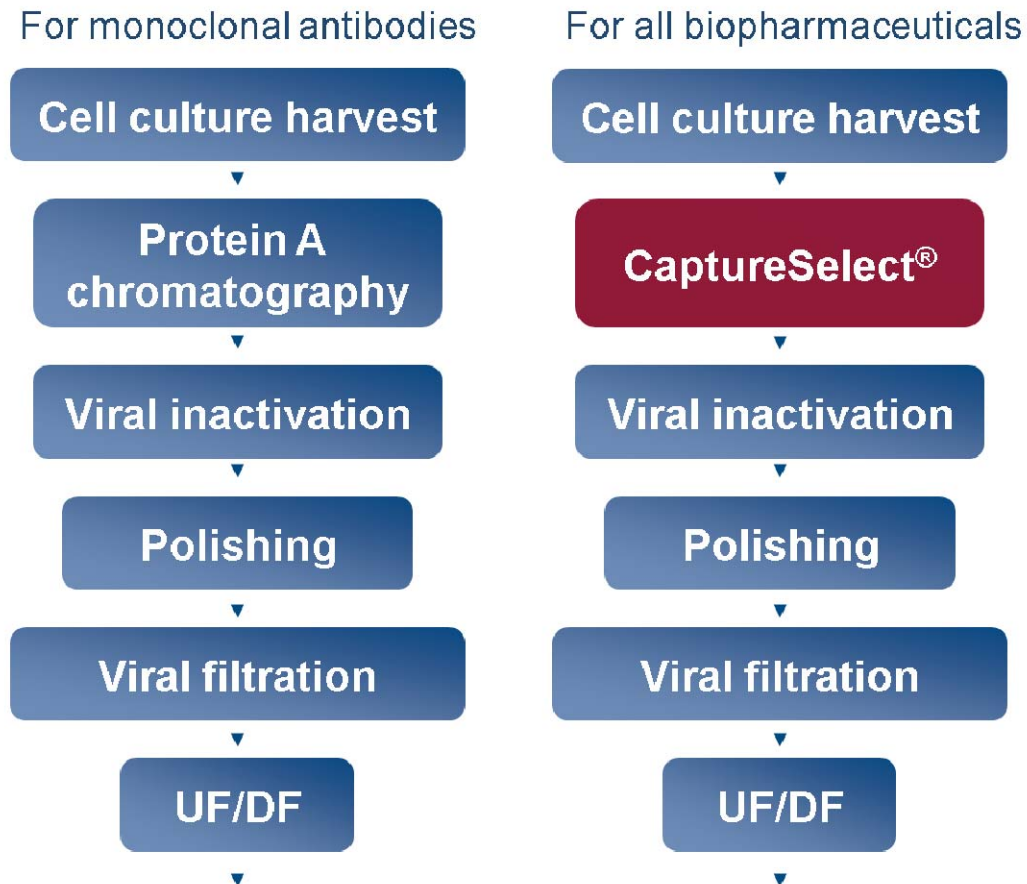 For monoclonal antibodies
Cell culture harvest
Protein A
chromatography
Viral inactivation
Polishing
Viral filtration
UF/DF
For all biopharmaceuticals
Cell culture harvest
CaptureSelect®
Viral inactivation
Polishing
Viral filtration
UF/DF